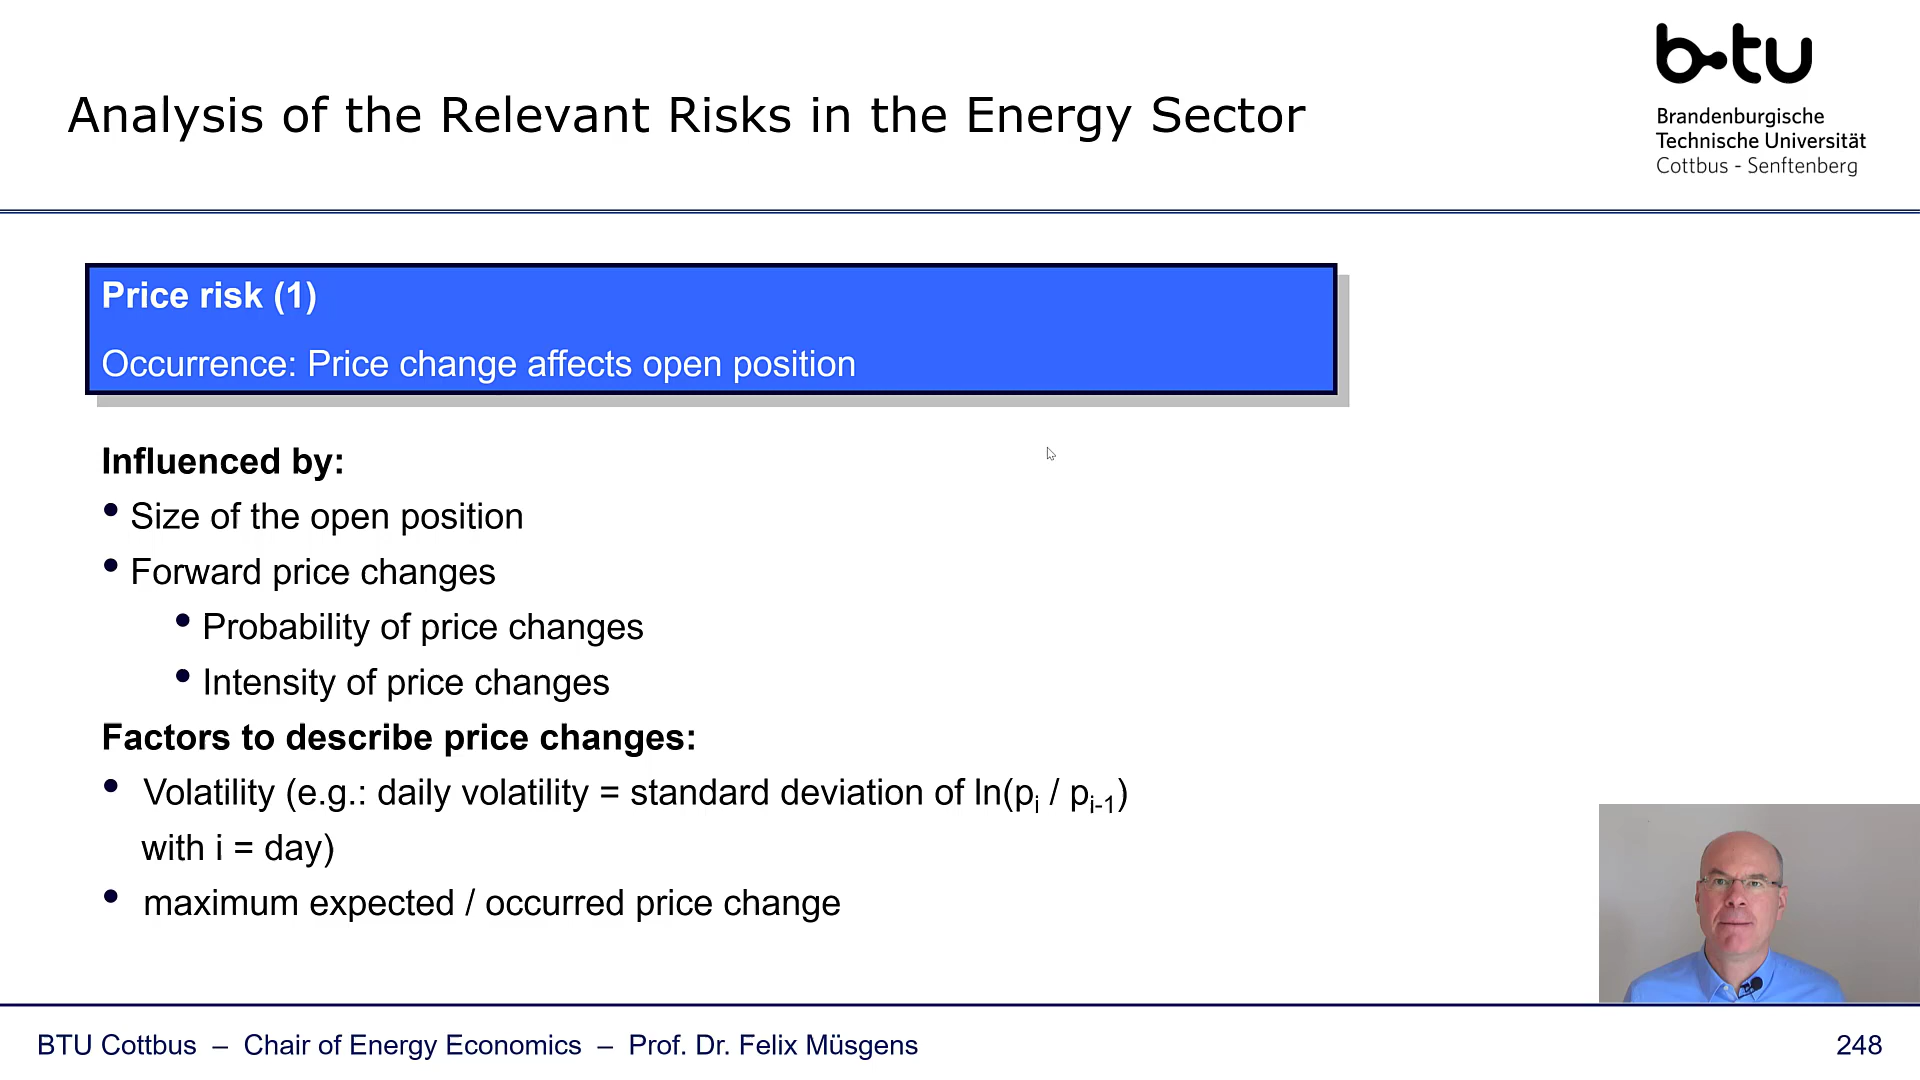 b-tu
Brandenburgische
Technische Universität
Cottbus - Senftenberg
Analysis of the Relevant Risks in the Energy Sector
Price risk (1)
Occurrence: Price change affects open position
Influenced by:
• Size of the open position
• Forward price changes
• Probability of price changes
• Intensity of price changes
Factors to describe price changes:
• Volatility (e.g.: daily volatility = standard deviation of ln(pi / pi-1)
with i = day)
• maximum expected / occurred price change
BTU Cottbus – Chair of Energy Economics – Prof. Dr. Felix Müsgens
248